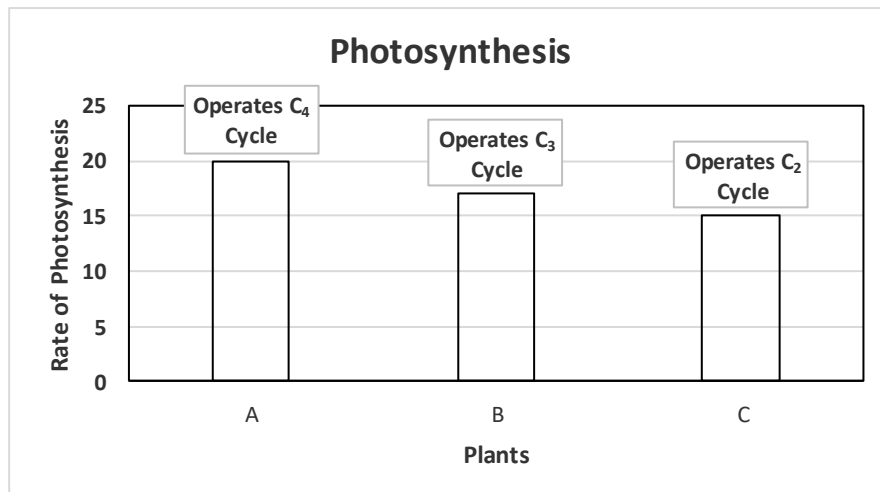 Photosynthesis
Operates C₄
Cycle
Operates C₃
Cycle
Operates C₂
Cycle
Rate of Photosynthesis
25
20
15
10
5
0
A B C
Plants